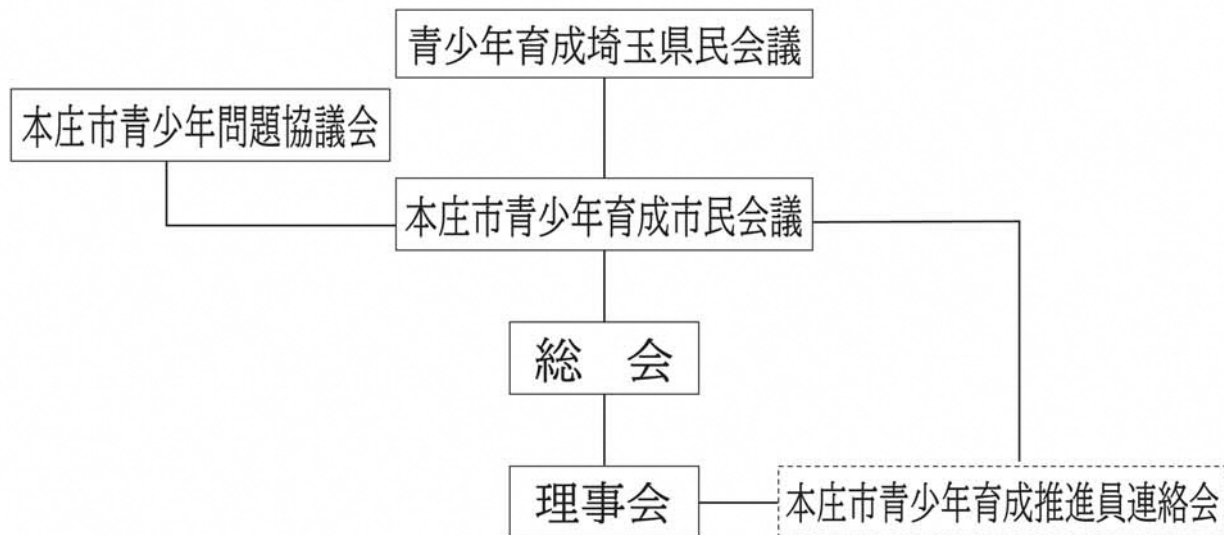 青少年育成埼玉県民会議
本庄市青少年問題協議会
本庄市青少年育成市民会議
総　会
理事会
本庄市青少年育成推進員連絡会